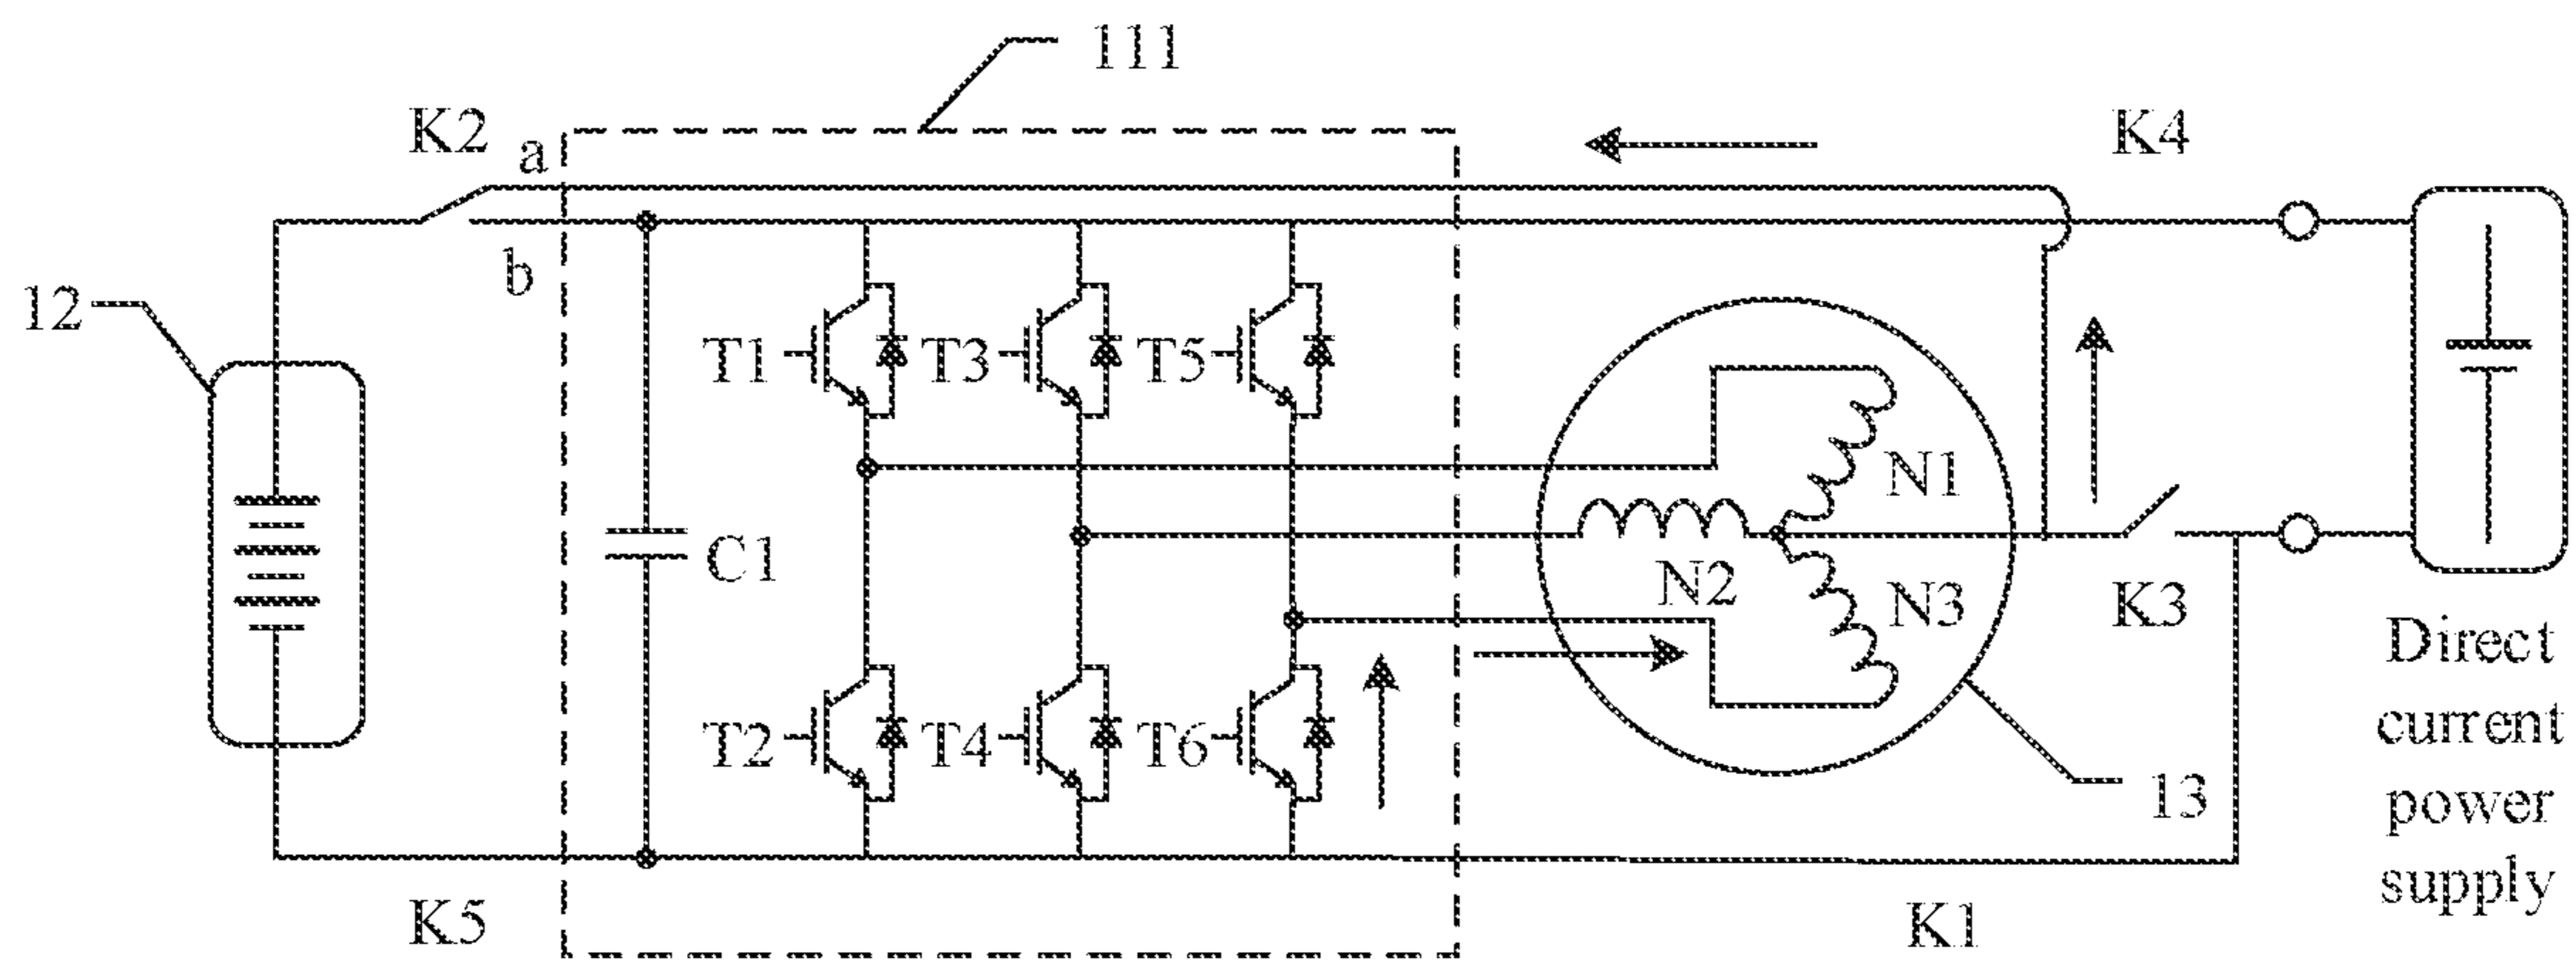 111
K2
a
K4
b
12
T1
T3
T5
N1
C1
N2
N3
K3
Direct
current
power
supply
T2
T4
T6
13
K5
K1